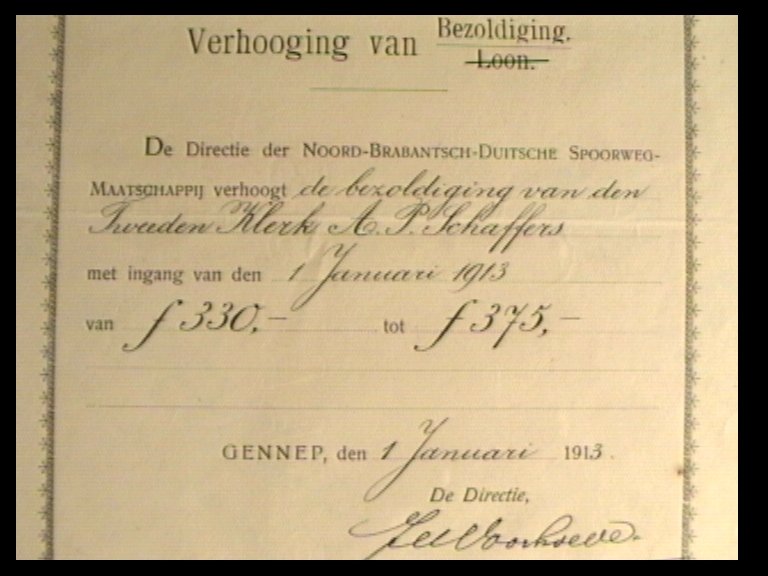 Verhooging van Bezoldiging.
Loon.
De Directie der NOORD-BRABANTSCH-DUITSCHE SPOORWEG-
MAATSCHAPPIJ verhoogt de bezoldiging van den
Tweeden Klerk A. P. Schaffers
met ingang van den 1 Januari 1913
van f 330,- tot f 375,-
GENNEP, den 1 Januari 1913.
De Directie,
Voorhoeve